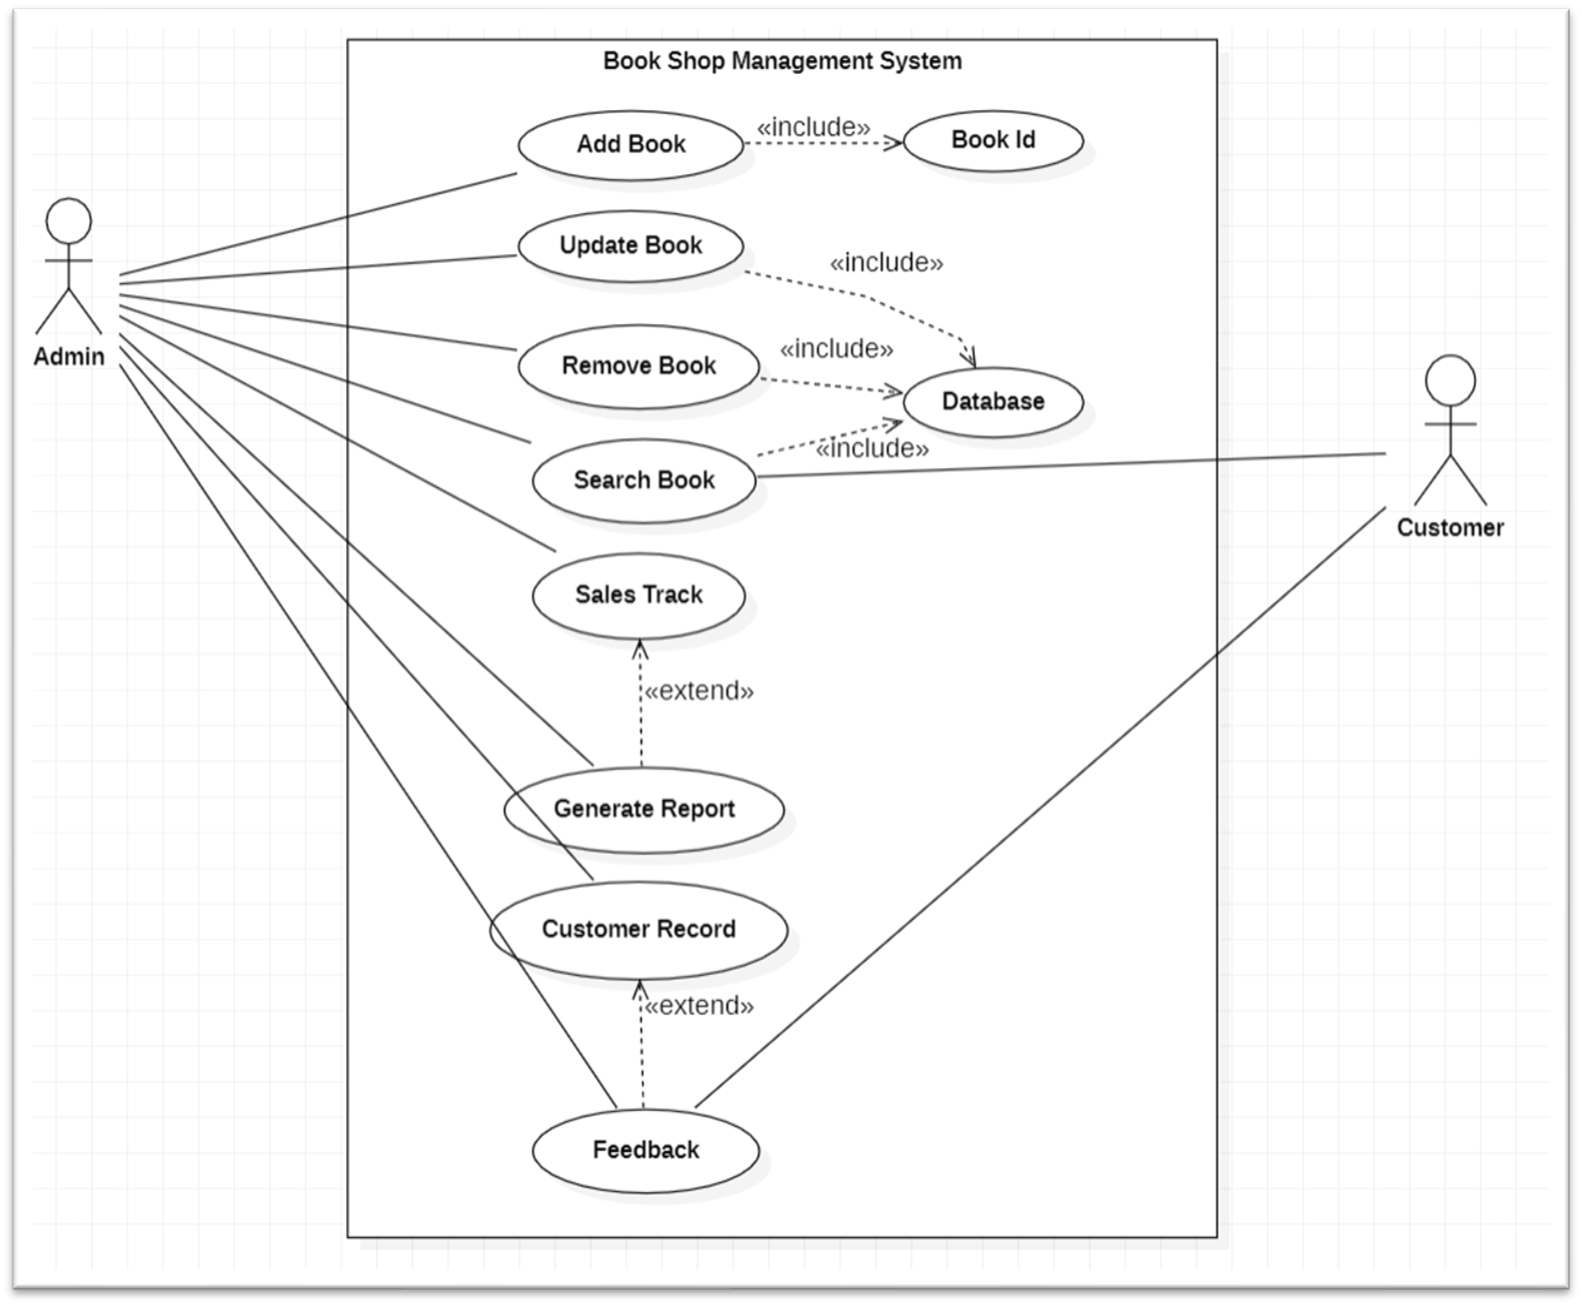 Book Shop Management System
Add Book
«include»
Book Id
Update Book
«include»
Remove Book
«include»
Database
Search Book
«include»
Admin
Customer
Sales Track
«extend»
Generate Report
Customer Record
«extend»
Feedback